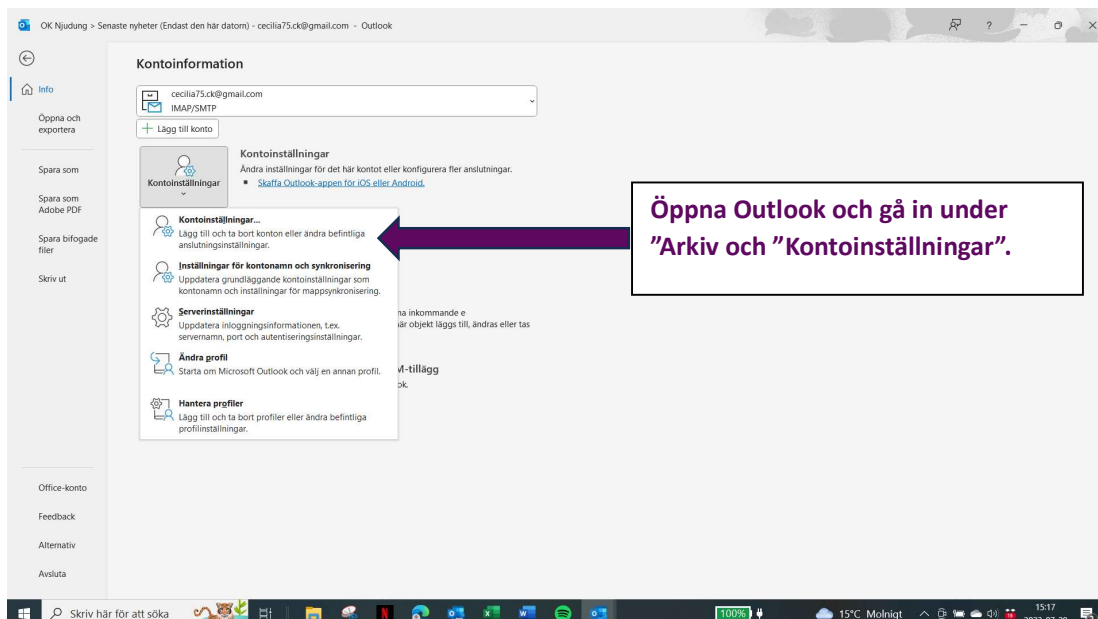 OK Njudung > Senaste nyheter (Endast den här datorn) - cecilia75.ck@gmail.com - Outlook
?
Kontoinformation
Info
cecilia75.ck@gmail.com
IMAP/SMTP
Öppna och
exportera
Lägg till konto
Kontoinställningar
Kontoinställningar
Ändra inställningar för det här kontot eller konfigurera fler anslutningar.
Skaffa Outlook-appen för iOS eller Android.
Spara som
Spara som
Adobe PDF
Spara bifogade
filer
Skriv ut
Kontoinställningar...
Lägg till och ta bort konton eller ändra befintliga
anslutningsinställningar.
Inställningar för kontonamn och synkronisering
Uppdatera grundläggande kontoinställningar som
kontonamn och inställningar för mappsynkronisering.
Serverinställningar
Uppdatera inloggningsinformationen, t.ex.
servernamn, port och autentiseringsinställningar.
Ändra profil
Starta om Microsoft Outlook och välj en annan profil.
Hantera profiler
Lägg till och ta bort profiler eller ändra befintliga
profilinställningar.
na inkommande e
när objekt läggs till, ändras eller tas
M-tillägg
ok.
Öppna Outlook och gå in under
”Arkiv och ”Kontoinställningar”.
Office-konto
Feedback
Alternativ
Avsluta
Skriv här för att söka
100%
15°C Molnigt
15:17